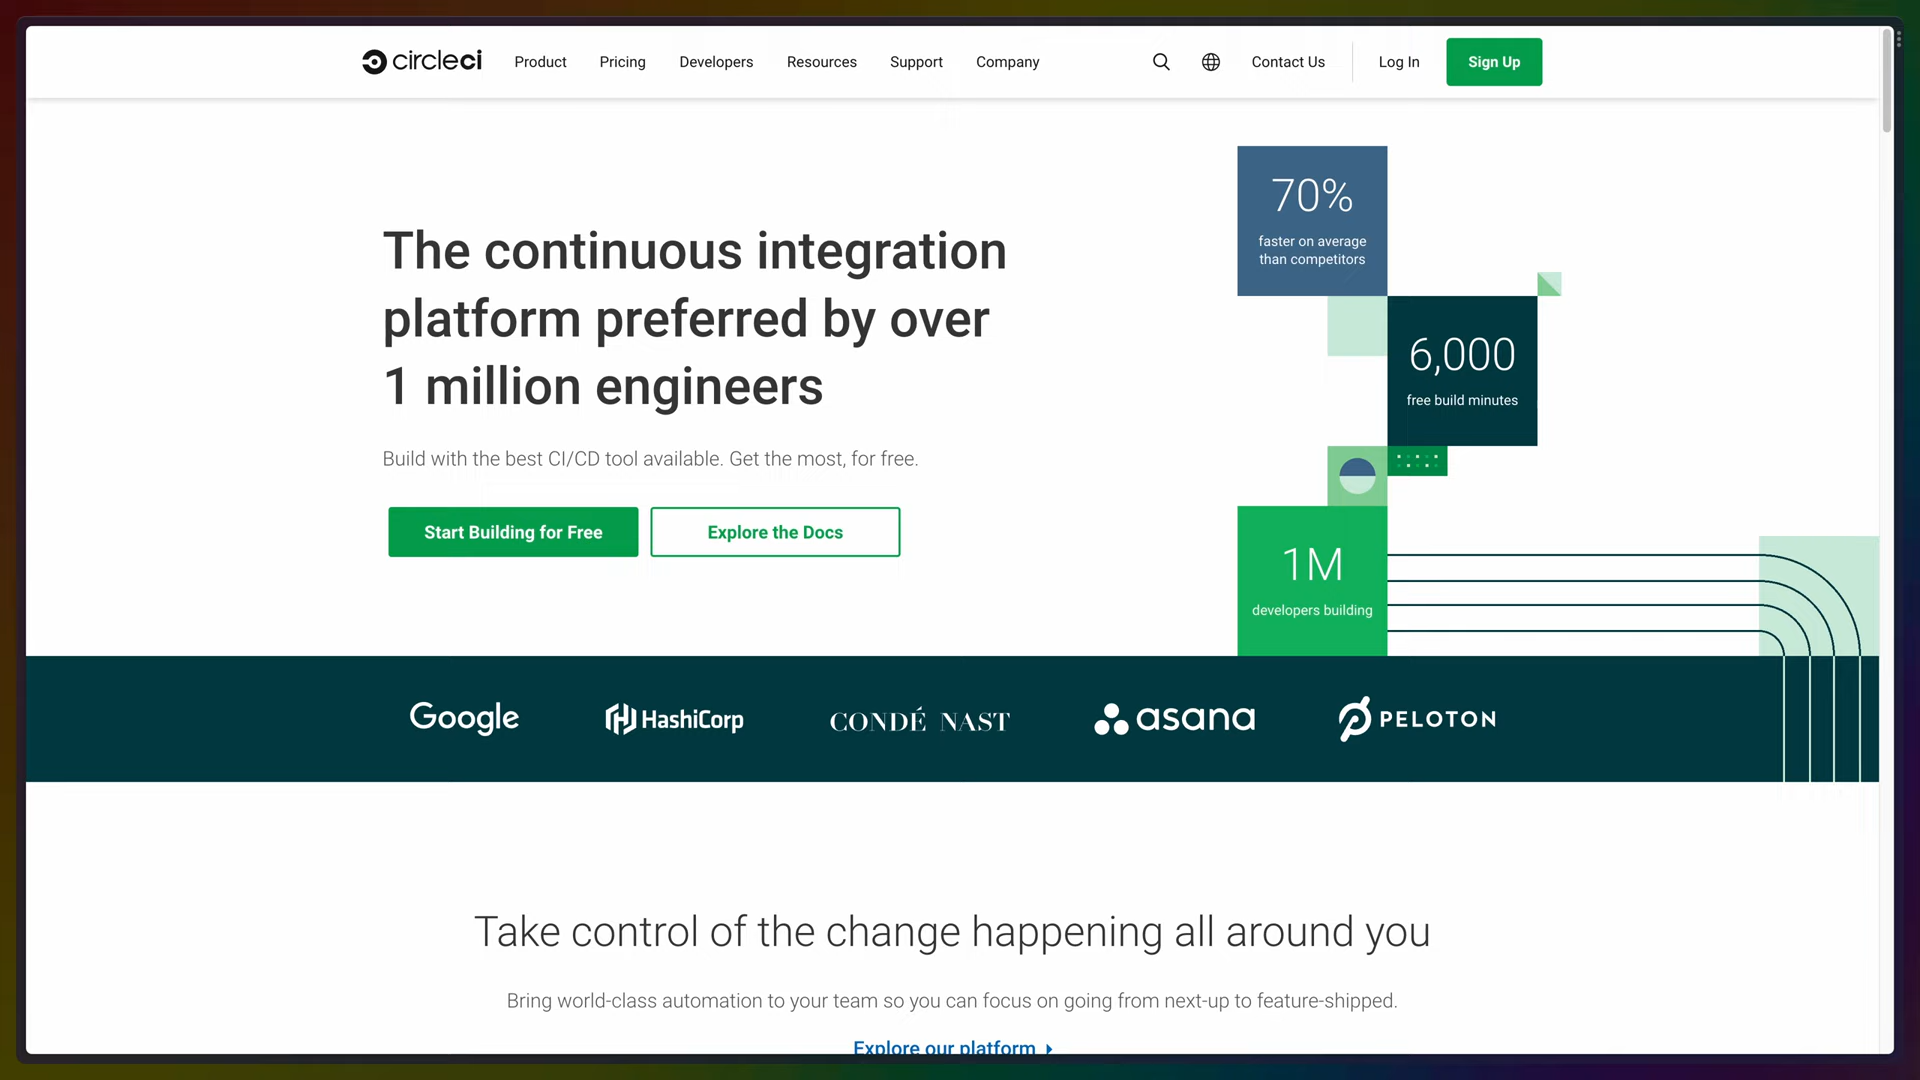 circleci
Product
Pricing
Developers
Resources
Support
Company
Contact Us
Log In
Sign Up
The continuous integration
platform preferred by over
1 million engineers
Build with the best CI/CD tool available. Get the most, for free.
Start Building for Free
Explore the Docs
70%
faster on average
than competitors
6,000
free build minutes
1M
developers building
Google
HashiCorp
CONDÉ NAST
asana
PELOTON
Take control of the change happening all around you
Bring world-class automation to your team so you can focus on going from next-up to feature-shipped.
Explore our platform